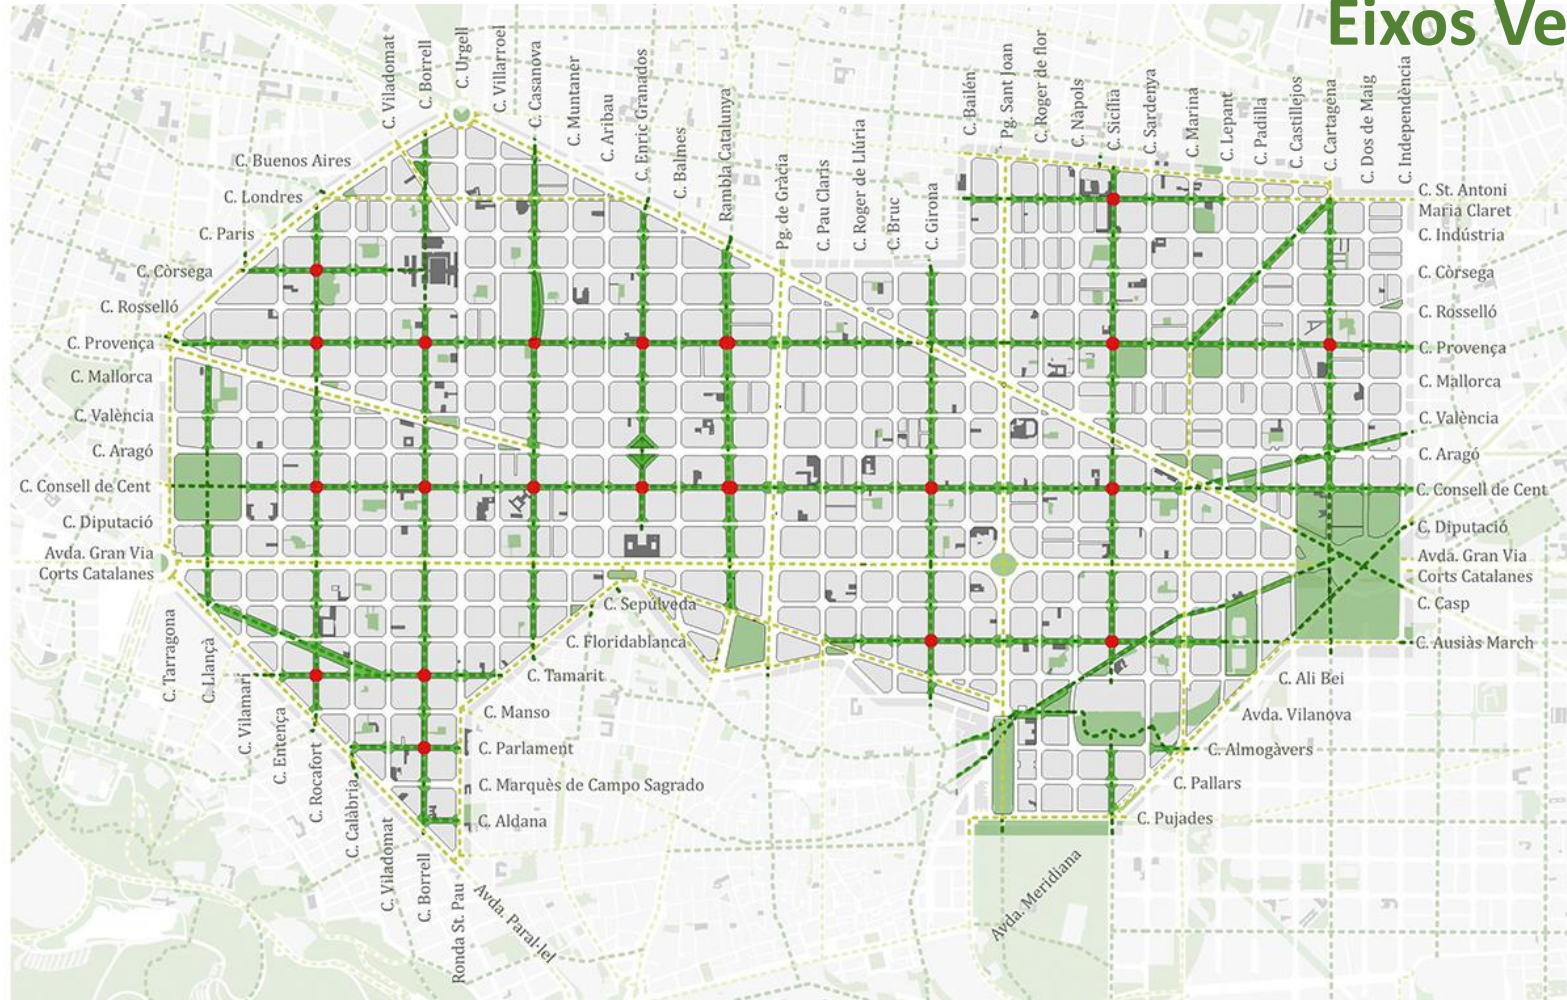 Eixos Ve
C. Viladomat
C. Borrell
C. Urgell
C. Villarroel
C. Casanova
C. Muntaner
C. Aribau
C. Enric Granados
C. Balmes
Rambla Catalunya
Pg. de Gràcia
C. Pau Claris
C. Roger de Llúria
C. Bruc
C. Girona
C. Bailén
Pg. Sant Joan
C. Roger de flor
C. Nàpols
C. Sicília
C. Sardenya
C. Marina
C. Lepant
C. Padilla
C. Castillejos
C. Cartagena
C. Dos de Maig
C. Independència
C. Buenos Aires
C. Londres
C. Paris
C. Còrsega
C. Rosselló
C. Provença
C. Mallorca
C. València
C. Aragó
C. Consell de Cent
C. Diputació
Avda. Gran Via
Corts Catalanes
C. St. Antoni
Maria Claret
C. Indústria
C. Còrsega
C. Rosselló
C. Provença
C. Mallorca
C. València
C. Aragó
C. Consell de Cent
C. Diputació
Avda. Gran Via
Corts Catalanes
C. Casp
C. Ausiàs March
C. Ali Bei
Avda. Vilanova
C. Almogàvers
C. Pallars
C. Pujades
Avda. Meridiana
C. Sepúlveda
C. Floridablanca
C. Tamarit
C. Manso
C. Parlament
C. Marquès de Campo Sagrado
C. Aldana
C. Tarragona
C. Llançà
C. Vilamarí
C. Entença
C. Rocafort
C. Calàbria
C. Viladomat
C. Borrell
Ronda St. Pau
Avda. Paral·lel